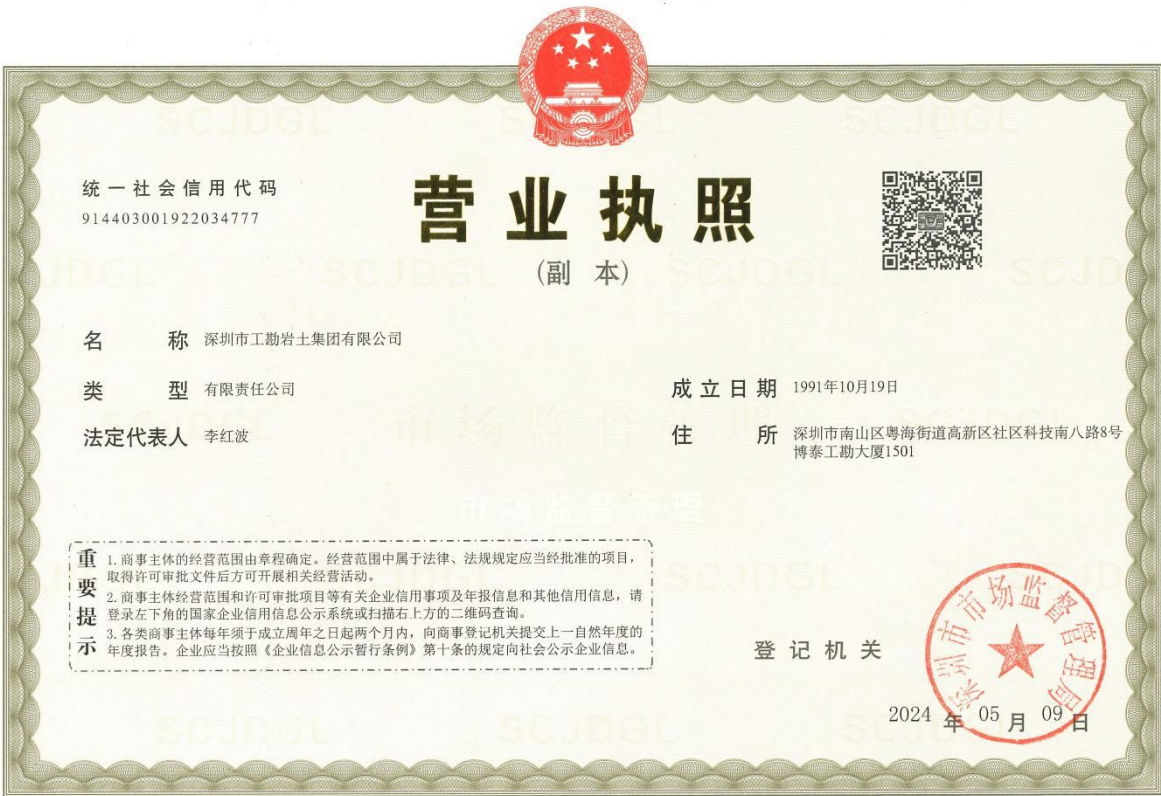 统一社会信用代码
914403001922034777
营业执照
(副 本)
名 称 深圳市工勘岩土集团有限公司
类 型 有限责任公司
成立日期 1991年10月19日
法定代表人 李红波
住 所 深圳市南山区粤海街道高新区社区科技南八路8号
博泰工勘大厦1501
重要提示
1. 商事主体的经营范围由章程确定。经营范围中属于法律、法规规定应当经批准的项目，
取得许可审批文件后方可开展相关经营活动。
2. 商事主体经营范围和许可审批项目等有关企业信用事项及年报信息和其他信用信息，请
登录左下角的国家企业信用信息公示系统或扫描右上方的二维码查询。
3. 各类商事主体每年须于成立周年之日起两个月内，向商事登记机关提交上一自然年度的
年度报告。企业应当按照《企业信息公示暂行条例》第十条的规定向社会公示企业信息。
登记机关
深圳市市场监督管理局
2024 年 05 月 09 日
SCJDGL
市场监督管理